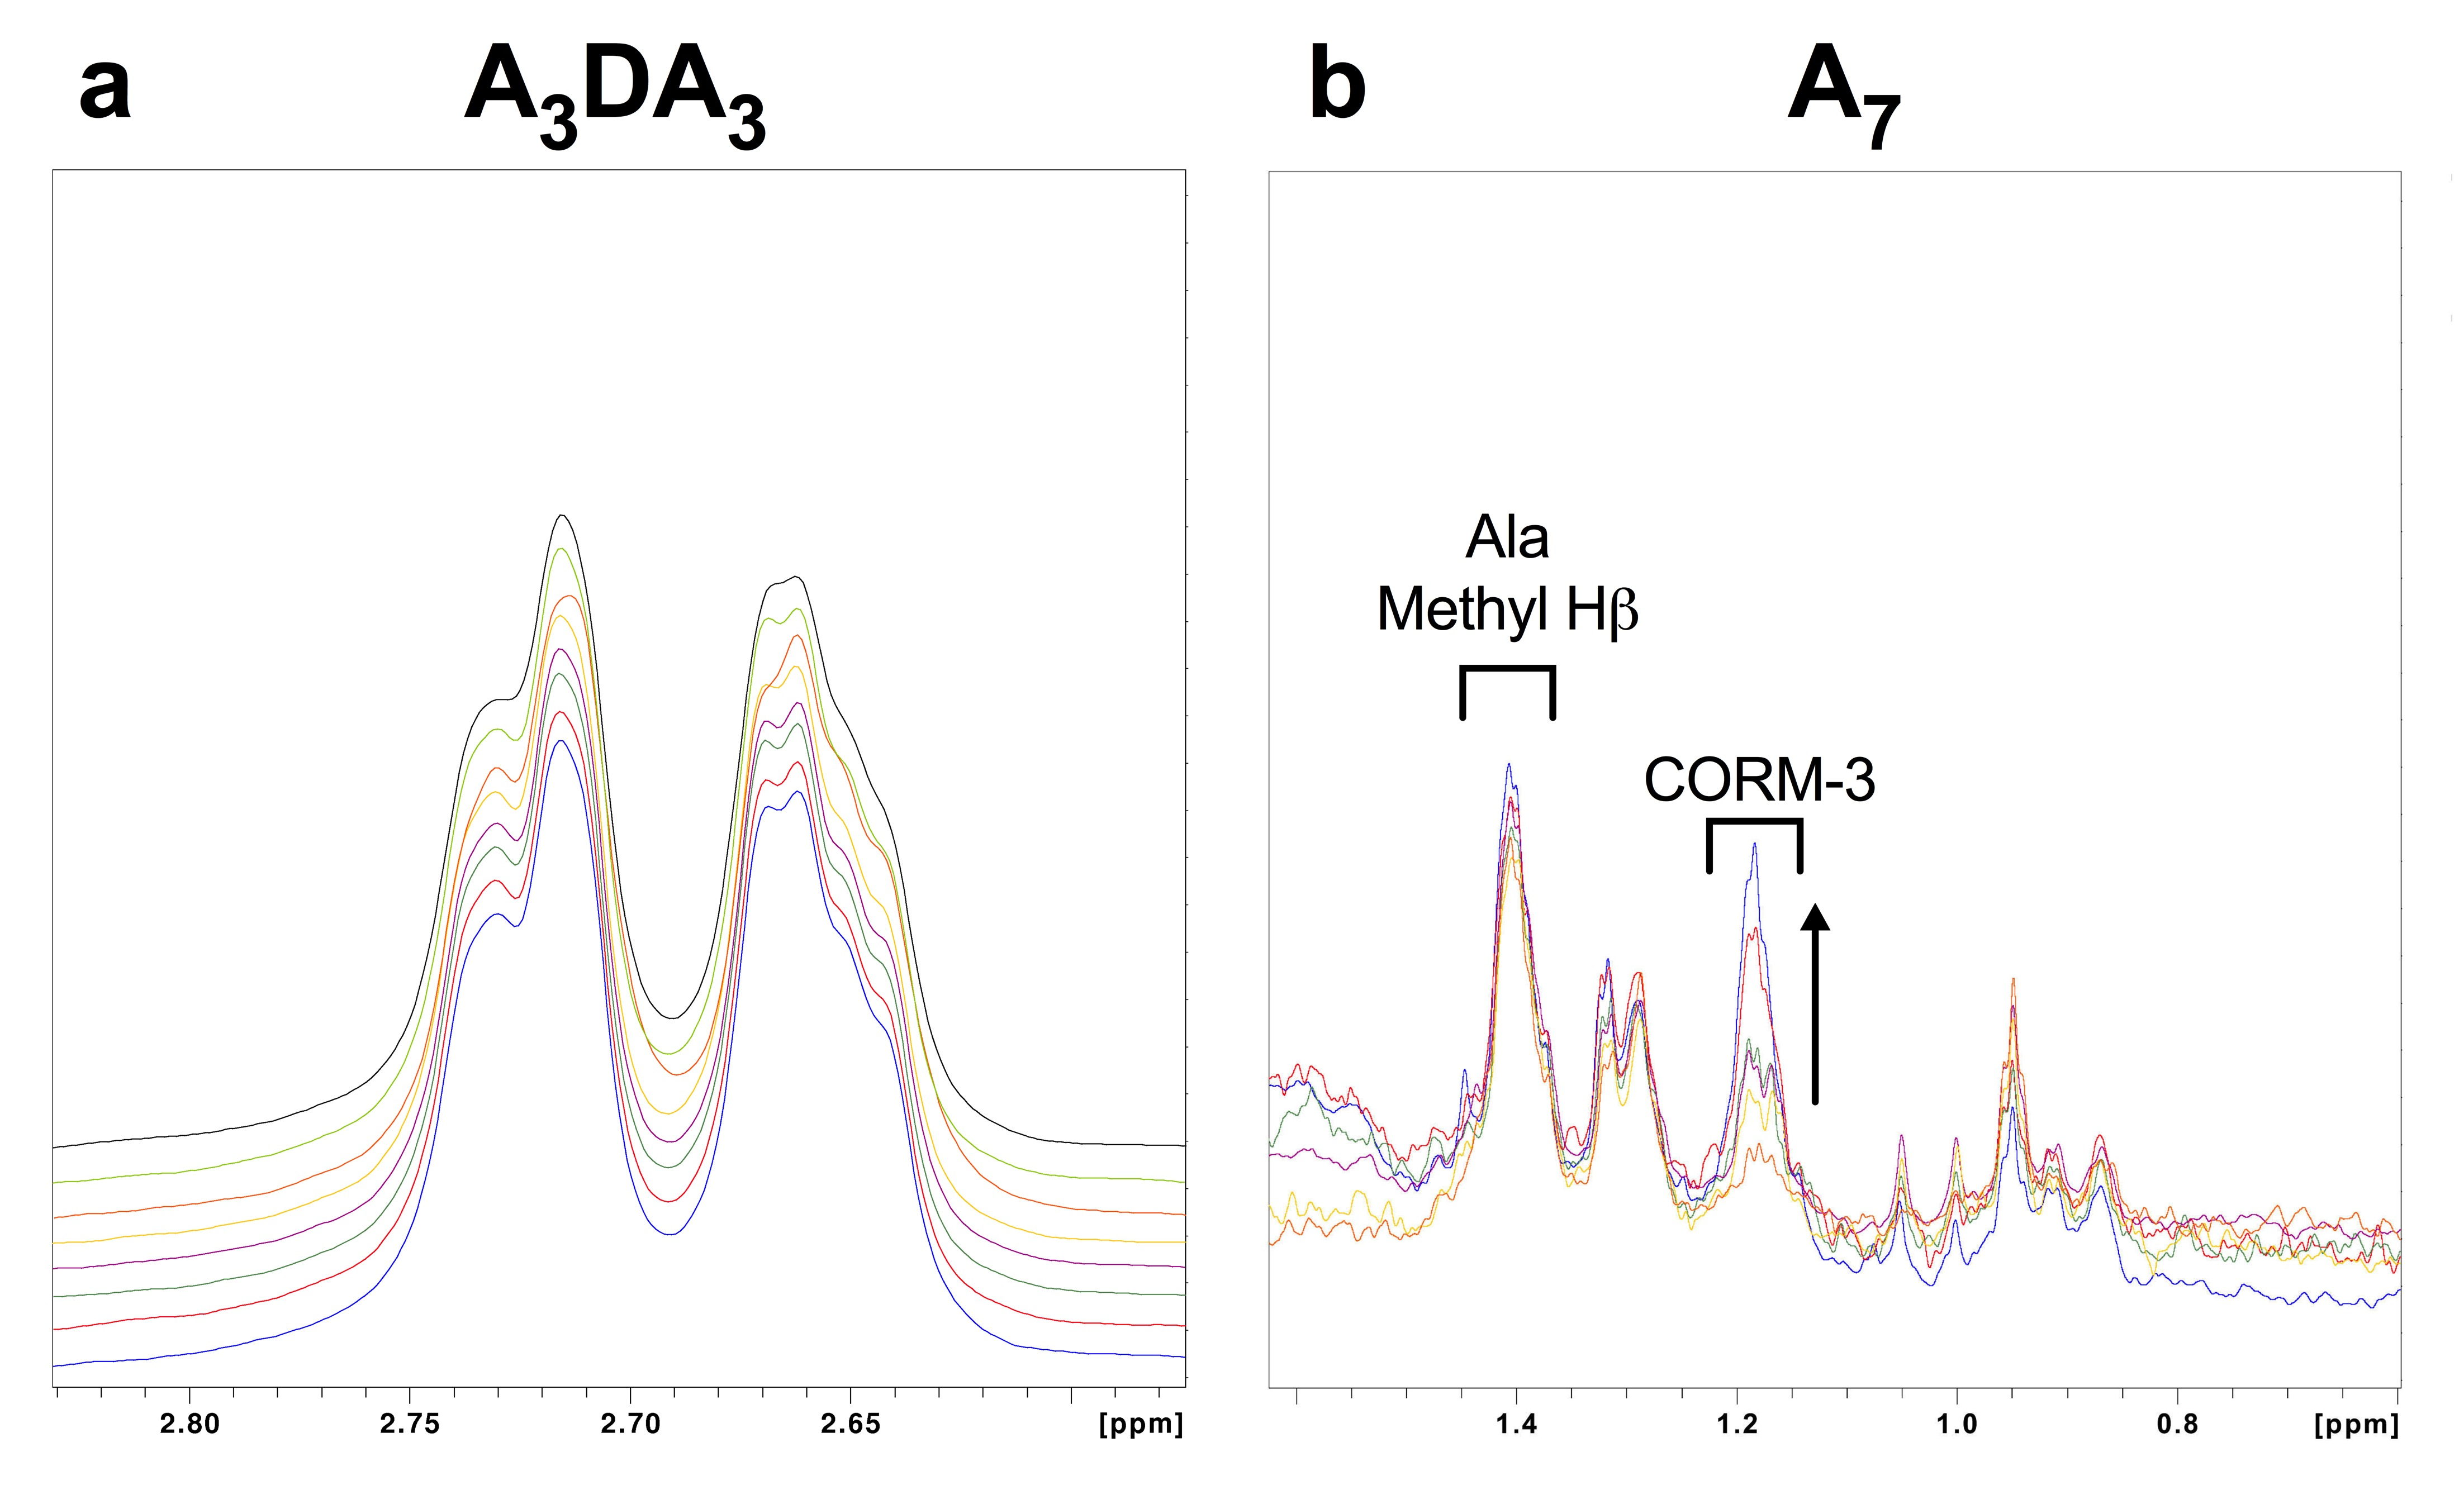 a
A₃DA₃
2.80 2.75 2.70 2.65 [ppm]
b
A₇
Ala
Methyl Hβ
CORM-3
1.4 1.2 1.0 0.8 [ppm]